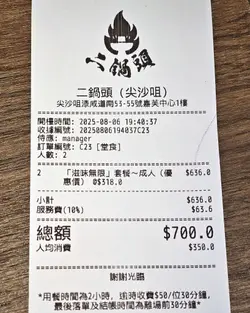 二鍋頭
二鍋頭（尖沙咀）
尖沙咀漆咸道南53-55號嘉芙中心1樓
開檯時間: 2025-08-06 19:40:37
收據編號: 20250806194037C23
侍應: manager
訂單編號: C23 [堂食]
人數: 2
2 「滋味無限」套餐～成人（優惠價） @$318.0 $636.0
小計 $636.0
服務費(10%) $63.6
總額 $700.0
人均消費 $350.0
謝謝光臨
*用餐時間為2小時，逾時收費$50/位30分鐘，
最後落單及結帳時間為離場前30分鐘。